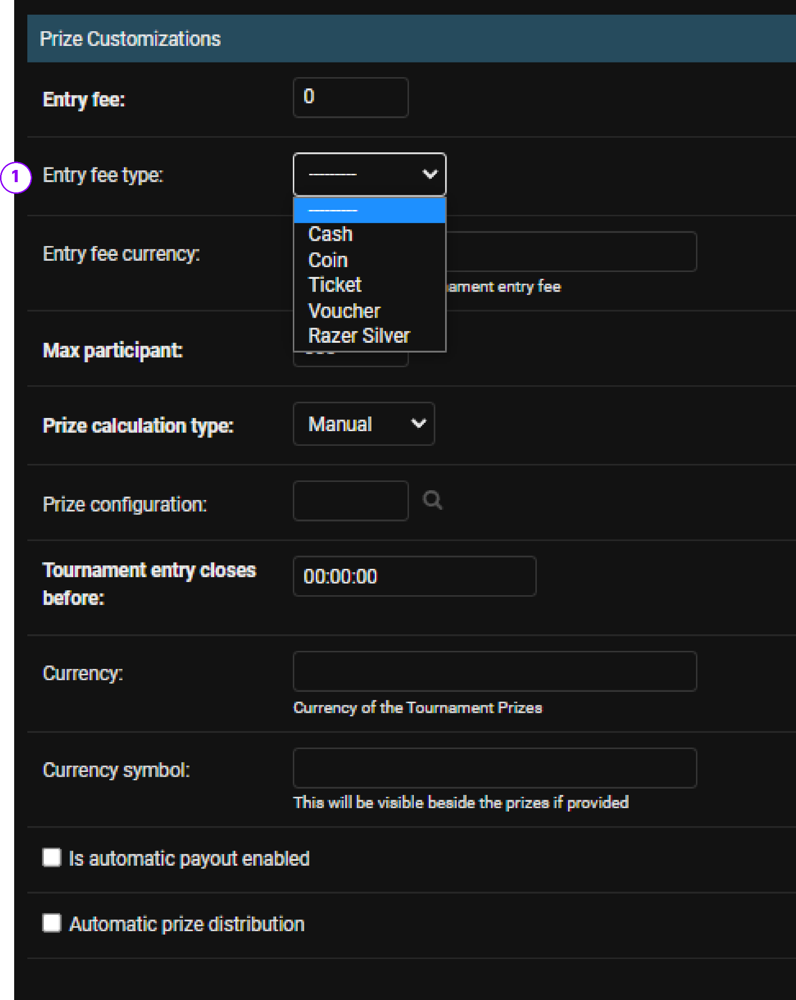 Prize Customizations
Entry fee: 0
1 Entry fee type: ---------
---------
Cash
Entry fee currency:
Coin
Ticket
ament entry fee
Voucher
Razer Silver
Max participant:
Prize calculation type: Manual
Prize configuration:
Tournament entry closes
before:
00:00:00
Currency:
Currency of the Tournament Prizes
Currency symbol:
This will be visible beside the prizes if provided
Is automatic payout enabled
Automatic prize distribution